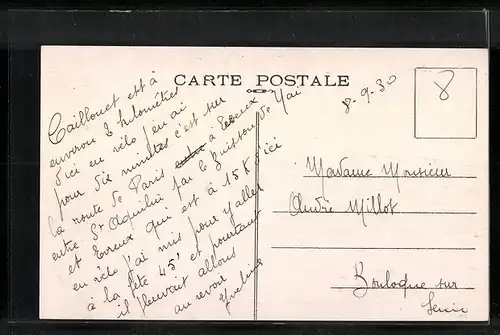 CARTE POSTALE
8-9-30
8
Caillouet est à
environ 3 kilomètres
d'ici en vélo j'en ai
pour dix minutes c'est sur
la route de Paris à Evreux
entre St Aquilin par le Buisson de Mai
et Evreux qui est à 15 K d'ici
en vélo j'ai mis pour y aller
à la fête 45' et pourtant
il pleuvait allons
au revoir
Yveline
Madame Monsieur
André Millot
Boulogne sur
Seine